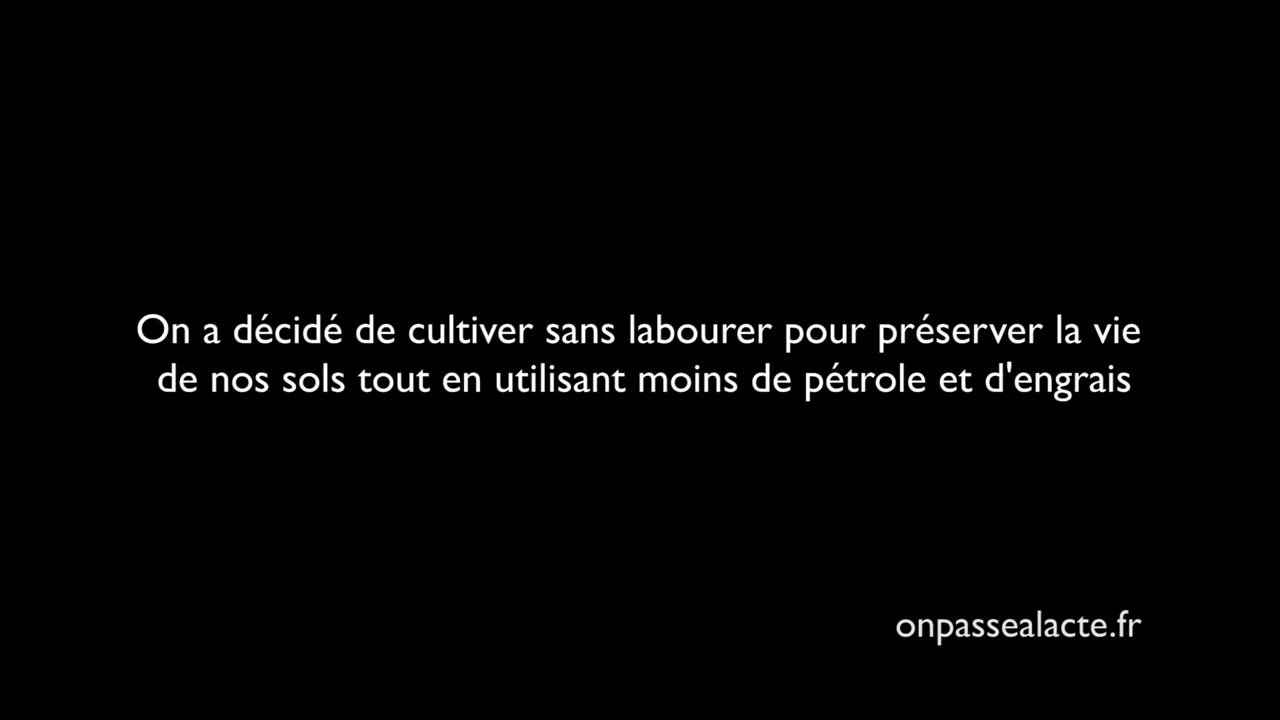 On a décidé de cultiver sans labourer pour préserver la vie
de nos sols tout en utilisant moins de pétrole et d'engrais
onpassealacte.fr